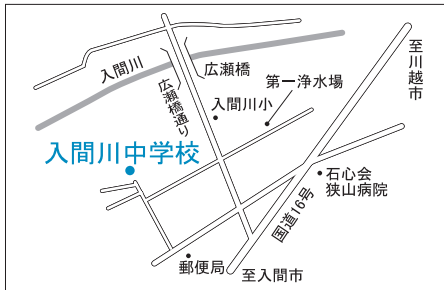 入間川
広瀬橋
広瀬橋通り
第一浄水場
入間川小
至川越市
入間川中学校
石心会
狭山病院
国道16号
郵便局
至入間市